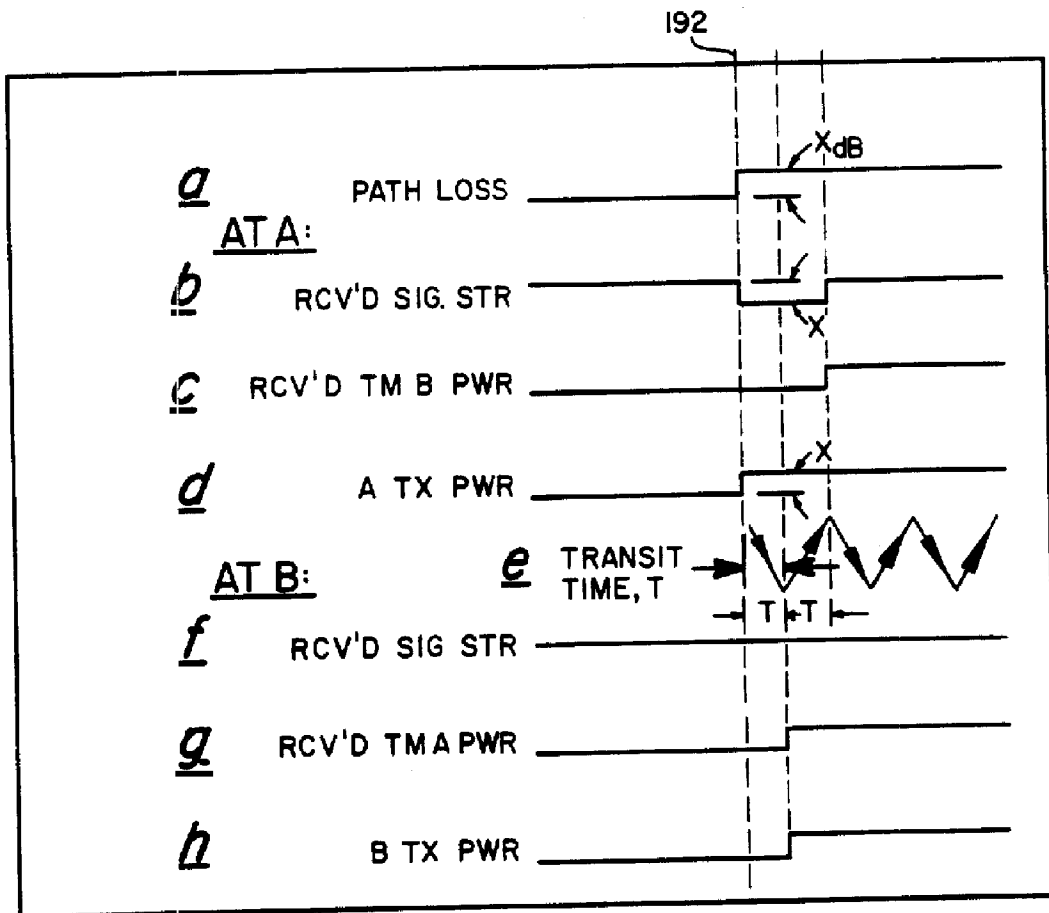 192
a PATH LOSS XdB
AT A:
b RCV'D SIG. STR X
c RCV'D TM B PWR
d A TX PWR X
e TRANSIT
TIME, T
AT B:
T T
f RCV'D SIG STR
g RCV'D TM A PWR
h B TX PWR